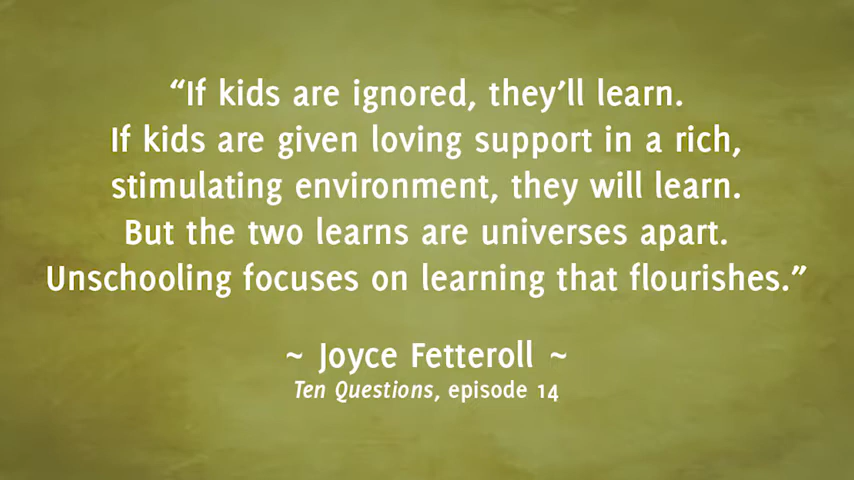 “If kids are ignored, they’ll learn.
If kids are given loving support in a rich,
stimulating environment, they will learn.
But the two learns are universes apart.
Unschooling focuses on learning that flourishes.”
~ Joyce Fetteroll ~
Ten Questions, episode 14